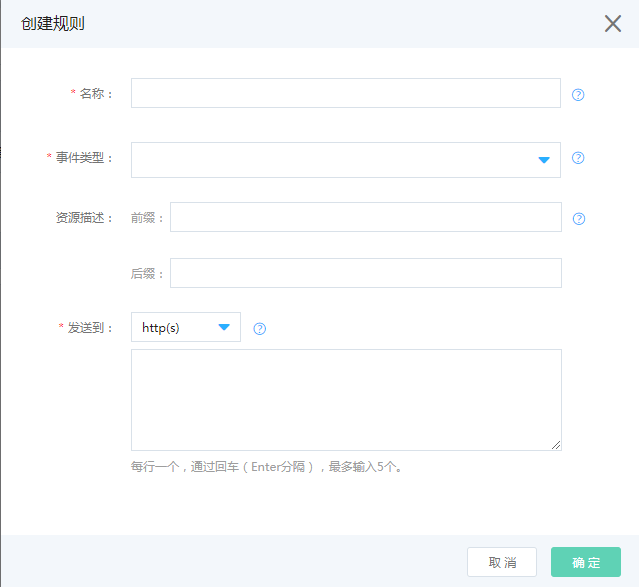 创建规则
* 名称：
* 事件类型：
资源描述： 前缀：
后缀：
* 发送到： http(s)
每行一个，通过回车（Enter分隔），最多输入5个。
取消 确定